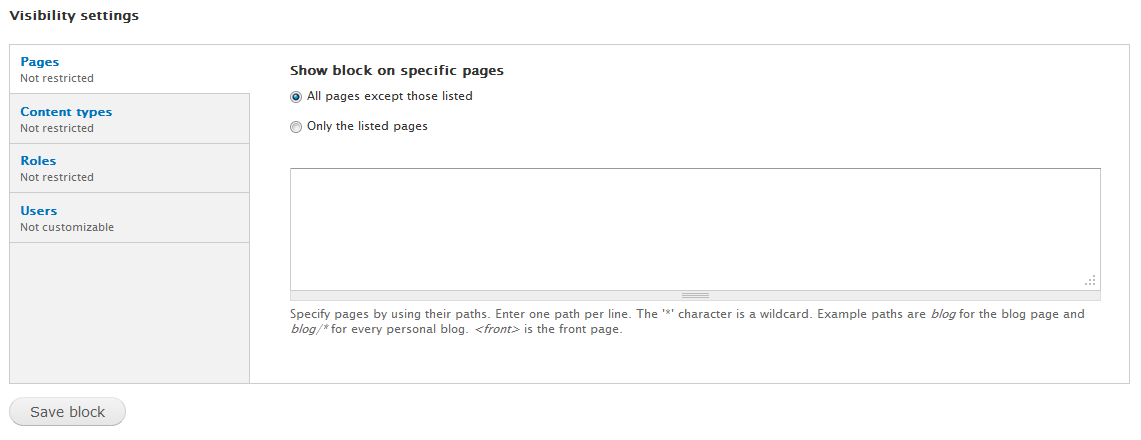 Visibility settings
Pages
Not restricted
Content types
Not restricted
Roles
Not restricted
Users
Not customizable
Show block on specific pages
All pages except those listed
Only the listed pages
Specify pages by using their paths. Enter one path per line. The '*' character is a wildcard. Example paths are blog for the blog page and
blog/* for every personal blog. <front> is the front page.
Save block